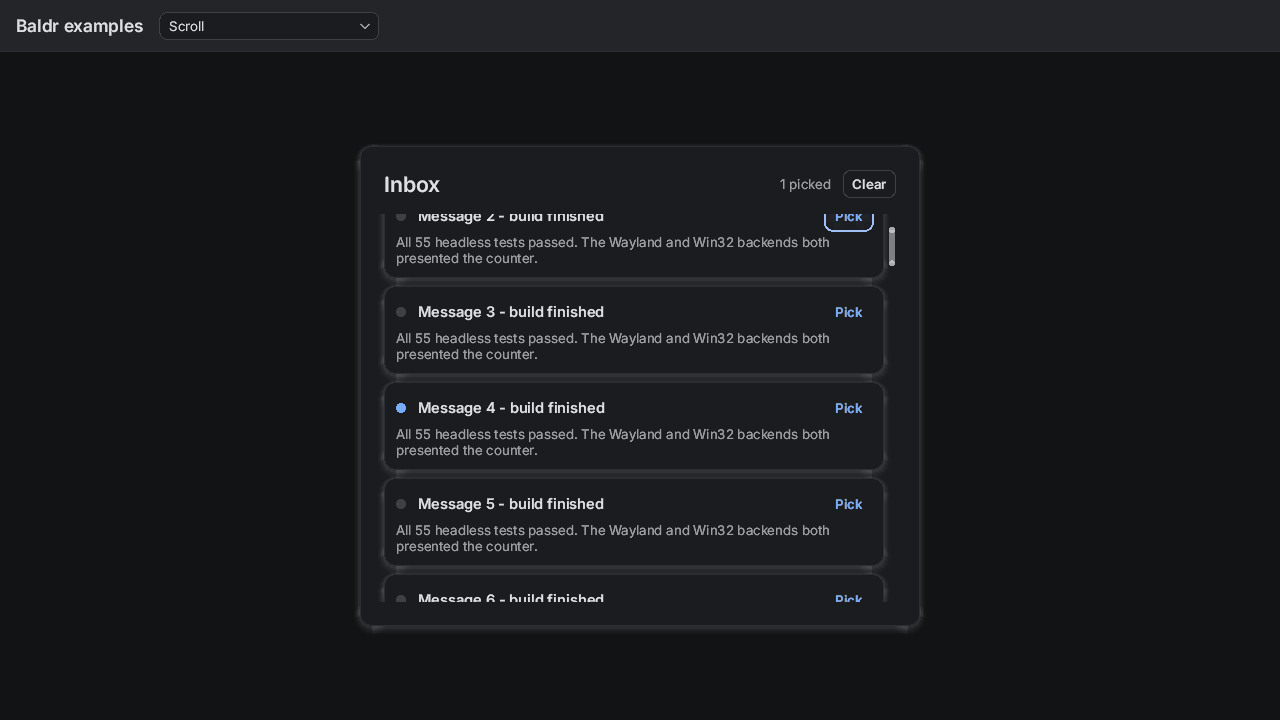 Baldr examples
Scroll
Inbox
1 picked
Clear
Message 2 - build finished
Pick
All 55 headless tests passed. The Wayland and Win32 backends both
presented the counter.
Message 3 - build finished
Pick
All 55 headless tests passed. The Wayland and Win32 backends both
presented the counter.
Message 4 - build finished
Pick
All 55 headless tests passed. The Wayland and Win32 backends both
presented the counter.
Message 5 - build finished
Pick
All 55 headless tests passed. The Wayland and Win32 backends both
presented the counter.
Message 6 - build finished
Pick